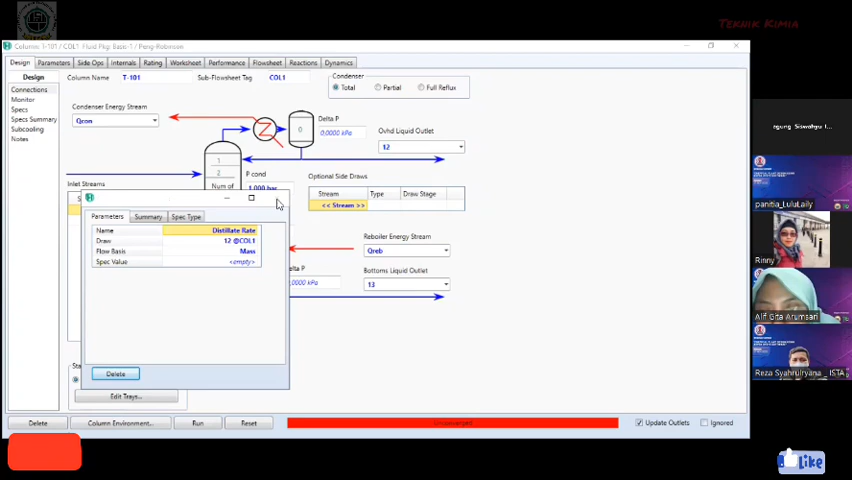 Teknik Kimia
Column: T-101 / COL1 Fluid Pkg: Basis-1 / Peng-Robinson
Design Parameters Side Ops Internals Rating Worksheet Performance Flowsheet Reactions Dynamics
Design
Connections
Monitor
Specs
Specs Summary
Subcooling
Notes
Column Name T-101 Sub-Flowsheet Tag COL1
Condenser
Total Partial Full Reflux
Condenser Energy Stream
Qcon
Delta P
0,0000 kPa
0
Ovhd Liquid Outlet
12
1
2
Num of
P cond
1,000 bar
Inlet Streams
Optional Side Draws
Stream Type Draw Stage
<< Stream >>
Parameters Summary Spec Type
Name Distillate Rate
Draw 12 @COL1
Flow Basis Mass
Spec Value <empty>
Delete
Reboiler Energy Stream
Qreb
Bottoms Liquid Outlet
13
Edit Trays...
Delete Column Environment... Run Reset Unconverged Update Outlets Ignored
panitia_LuluLaily
Rinny
Alif Gita Arumsari
Reza Syahrulryana _ ISTA
Like